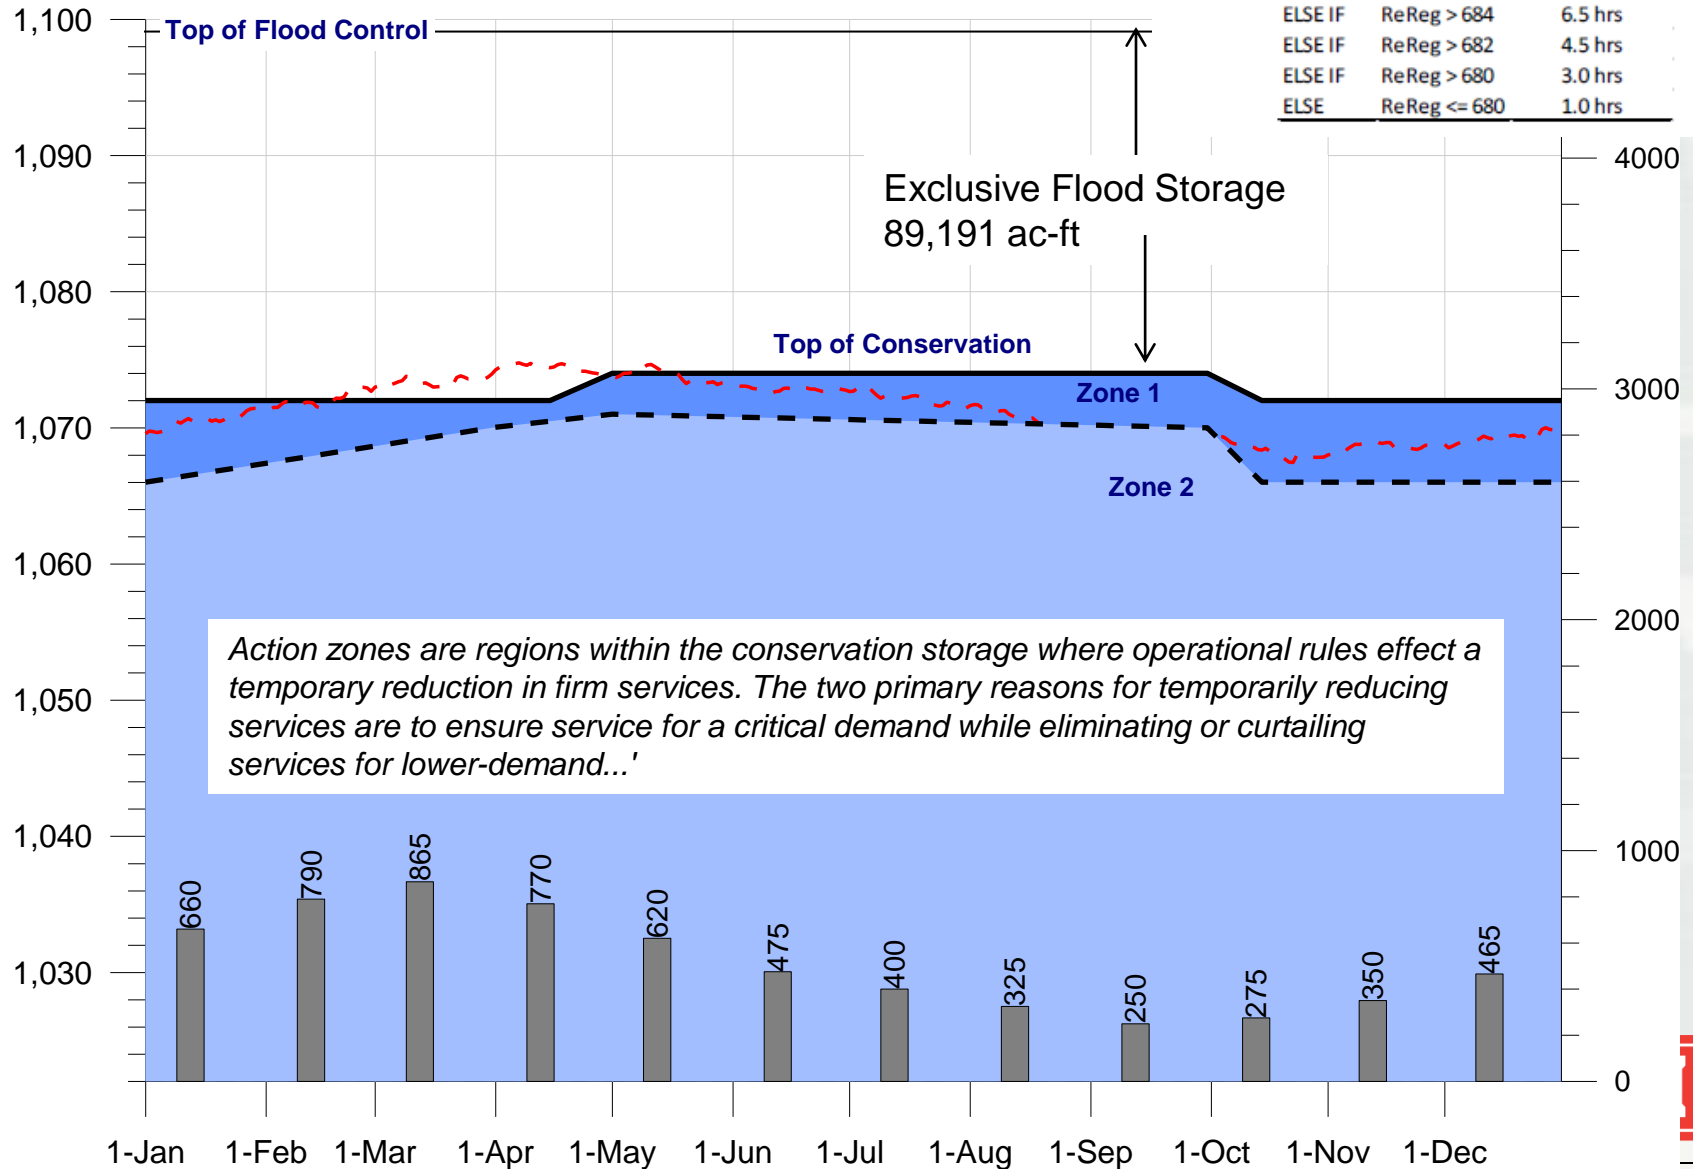 ELSE IF ReReg > 684 6.5 hrs
ELSE IF ReReg > 682 4.5 hrs
ELSE IF ReReg > 680 3.0 hrs
ELSE ReReg <= 680 1.0 hrs
1,100
Top of Flood Control
1,090
4000
Exclusive Flood Storage
89,191 ac-ft
1,080
Top of Conservation
Zone 1
3000
1,070
Zone 2
1,060
2000
Action zones are regions within the conservation storage where operational rules effect a
temporary reduction in firm services. The two primary reasons for temporarily reducing
services are to ensure service for a critical demand while eliminating or curtailing
services for lower-demand...'
1,050
1,040
1000
660
790
865
770
620
475
400
325
250
275
350
465
1,030
0
1-Jan 1-Feb 1-Mar 1-Apr 1-May 1-Jun 1-Jul 1-Aug 1-Sep 1-Oct 1-Nov 1-Dec